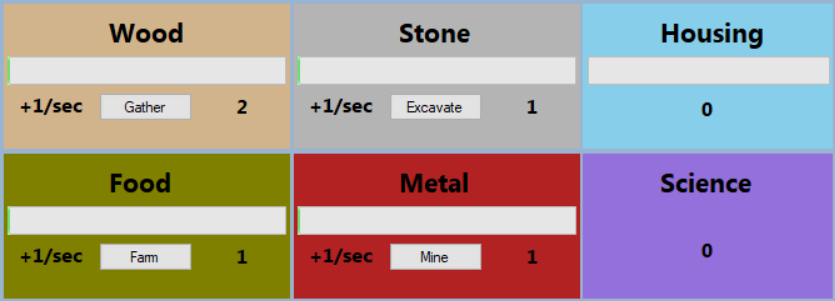 Wood
+1/sec Gather 2
Stone
+1/sec Excavate 1
Housing
0
Food
+1/sec Farm 1
Metal
+1/sec Mine 1
Science
0